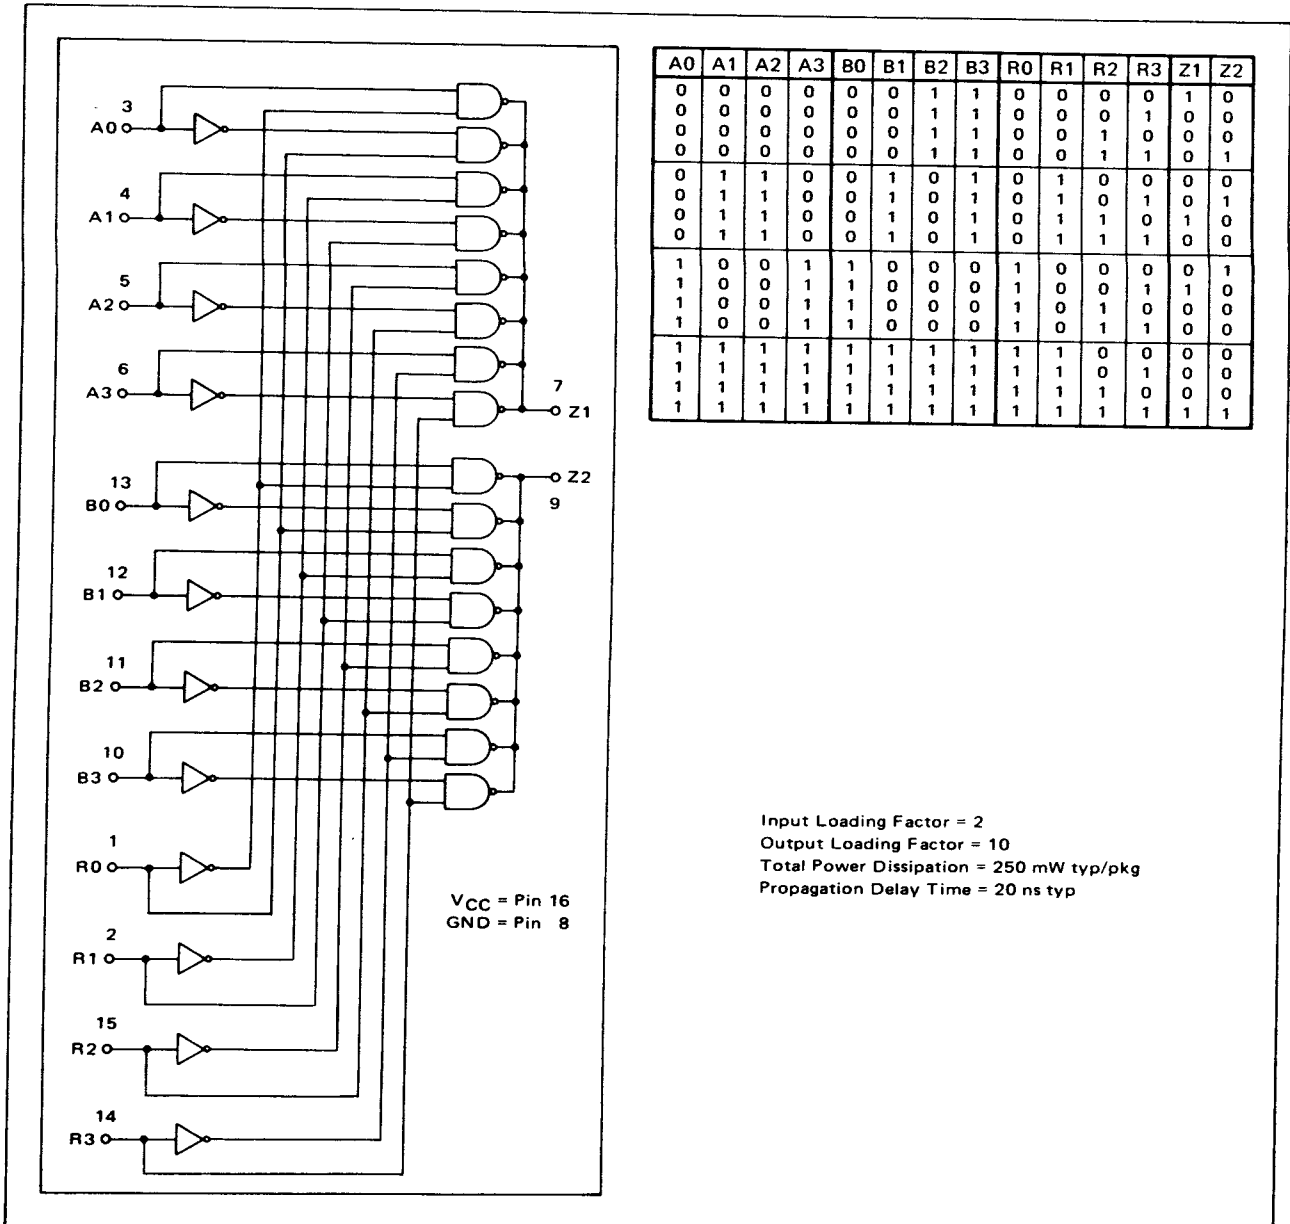 3
A0
4
A1
5
A2
6
A3
7
Z1
Z2
9
13
B0
12
B1
11
B2
10
B3
1
R0
2
R1
15
R2
14
R3
VCC = Pin 16
GND = Pin 8
A0 A1 A2 A3 B0 B1 B2 B3 R0 R1 R2 R3 Z1 Z2
0 0 0 0 0 0 1 1 0 0 0 0 1 0
0 0 0 0 0 0 1 1 0 0 0 1 0 0
0 0 0 0 0 0 1 1 0 0 1 0 0 0
0 0 0 0 0 0 1 1 0 0 1 1 0 1
0 1 1 0 0 1 0 1 0 1 0 0 0 0
0 1 1 0 0 1 0 1 0 1 0 1 0 1
0 1 1 0 0 1 0 1 0 1 1 0 1 0
0 1 1 0 0 1 0 1 0 1 1 1 0 0
1 0 0 1 1 0 0 0 1 0 0 0 0 1
1 0 0 1 1 0 0 0 1 0 0 1 1 0
1 0 0 1 1 0 0 0 1 0 1 0 0 0
1 0 0 1 1 0 0 0 1 0 1 1 0 0
1 1 1 1 1 1 1 1 1 1 0 0 0 0
1 1 1 1 1 1 1 1 1 1 0 1 0 0
1 1 1 1 1 1 1 1 1 1 1 0 0 0
1 1 1 1 1 1 1 1 1 1 1 1 1 1
Input Loading Factor = 2
Output Loading Factor = 10
Total Power Dissipation = 250 mW typ/pkg
Propagation Delay Time = 20 ns typ